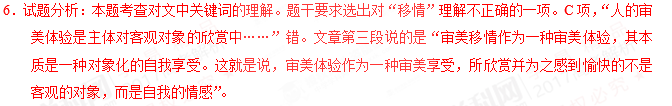 6．试题分析：本题考查对文中关键词的理解。题干要求选出对“移情”理解不正确的一项。C 项，“人的审
美体验是主体对客观对象的欣赏中……”错。文章第三段说的是“审美移情作为一种审美体验，其本
质是一种对象化的自我享受。这就是说，审美体验作为一种审美享受，所欣赏并为之感到愉快的不是
客观的对象，而是自我的情感”。